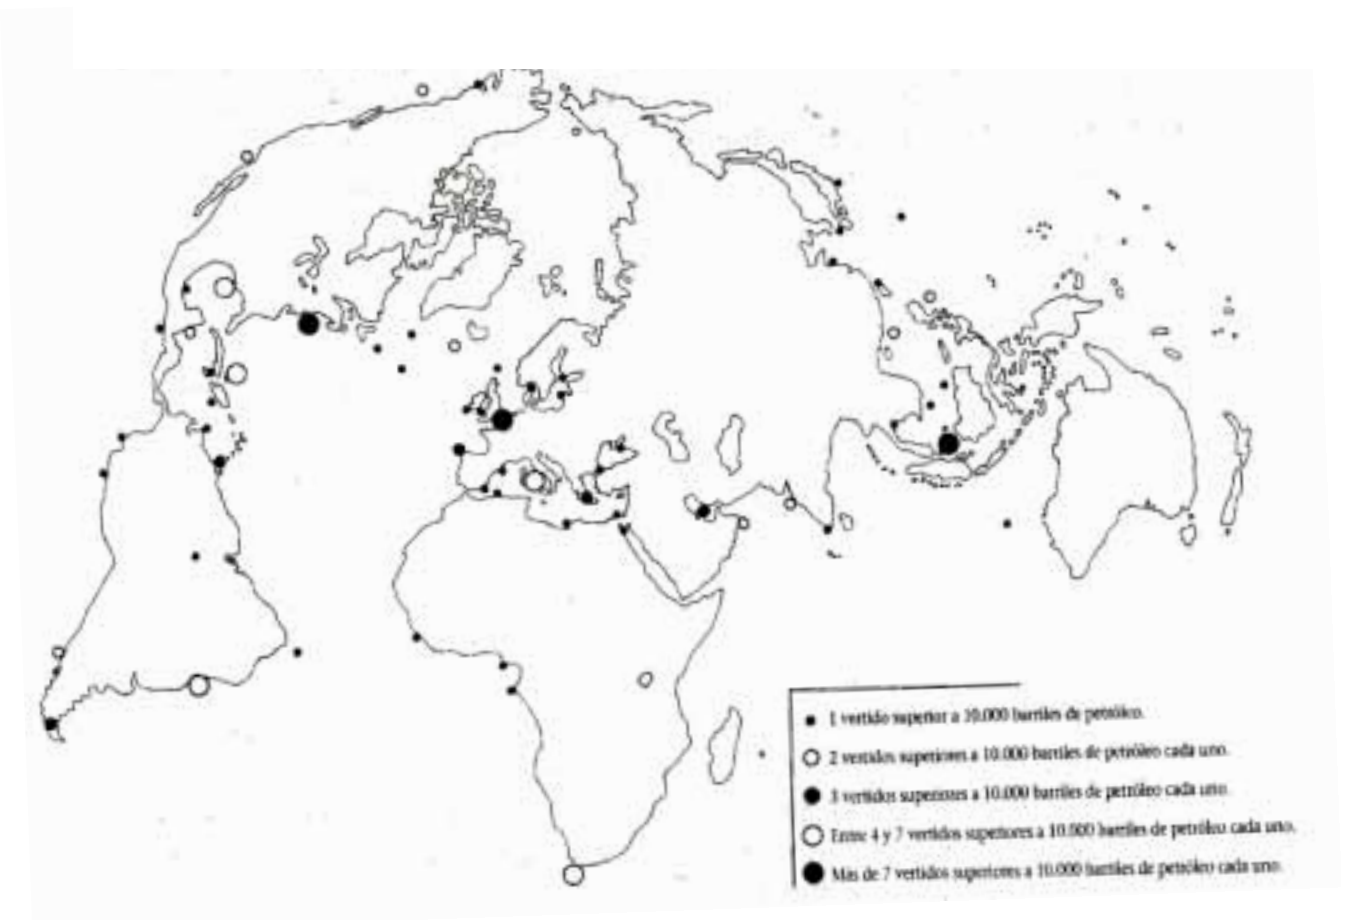 1 vertido superior a 10.000 barriles de petróleo.
2 vertidos superiores a 10.000 barriles de petróleo cada uno.
3 vertidos superiores a 10.000 barriles de petróleo cada uno.
Entre 4 y 7 vertidos superiores a 10.000 barriles de petróleo cada uno.
Más de 7 vertidos superiores a 10.000 barriles de petróleo cada uno.